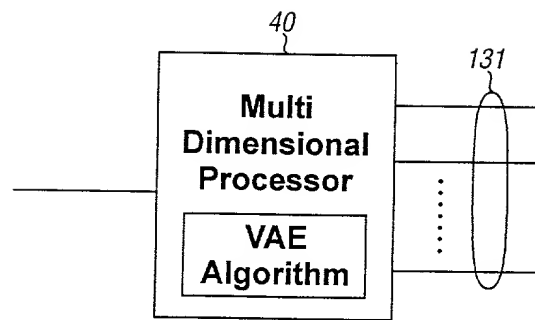 40
131
Multi
Dimensional
Processor
VAE
Algorithm